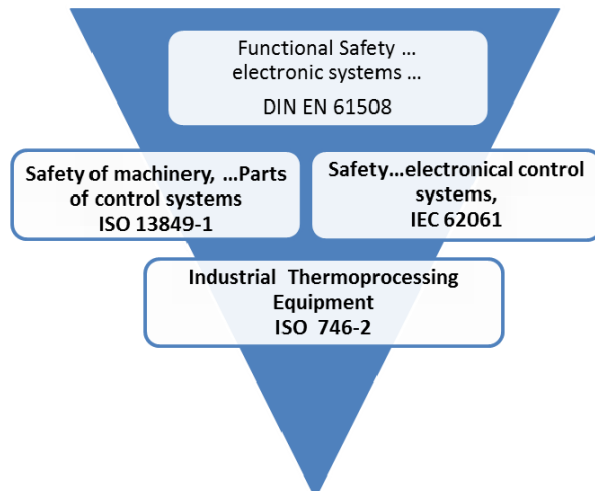 Functional Safety ...
electronic systems ...
DIN EN 61508
Safety of machinery, ...Parts
of control systems
ISO 13849-1
Safety...electronical control
systems,
IEC 62061
Industrial Thermoprocessing
Equipment
ISO 746-2